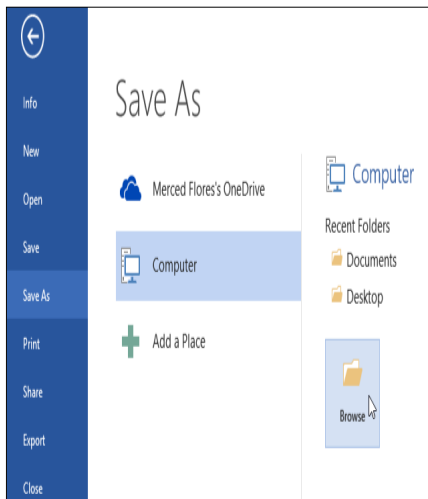 Info
New
Open
Save
Save As
Print
Share
Export
Close
Save As
Merced Flores's OneDrive
Computer
Add a Place
Computer
Recent Folders
Documents
Desktop
Browse